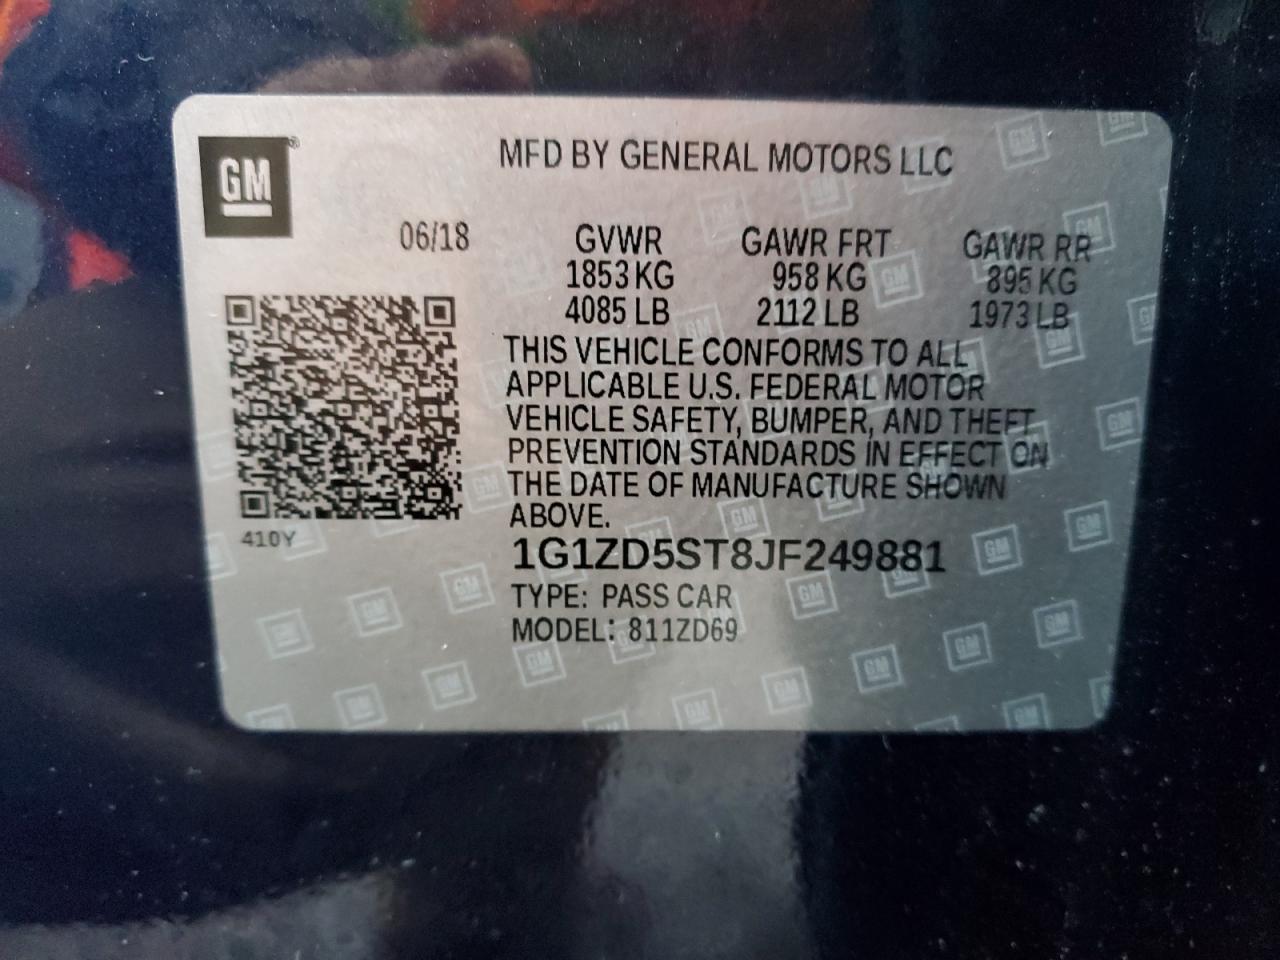 GM®
MFD BY GENERAL MOTORS LLC
06/18
GVWR GAWR FRT GAWR RR
1853 KG 958 KG 895 KG
4085 LB 2112 LB 1973 LB
THIS VEHICLE CONFORMS TO ALL
APPLICABLE U.S. FEDERAL MOTOR
VEHICLE SAFETY, BUMPER, AND THEFT
PREVENTION STANDARDS IN EFFECT ON
THE DATE OF MANUFACTURE SHOWN
ABOVE.
410Y
1G1ZD5ST8JF249881
TYPE: PASS CAR
MODEL: 811ZD69